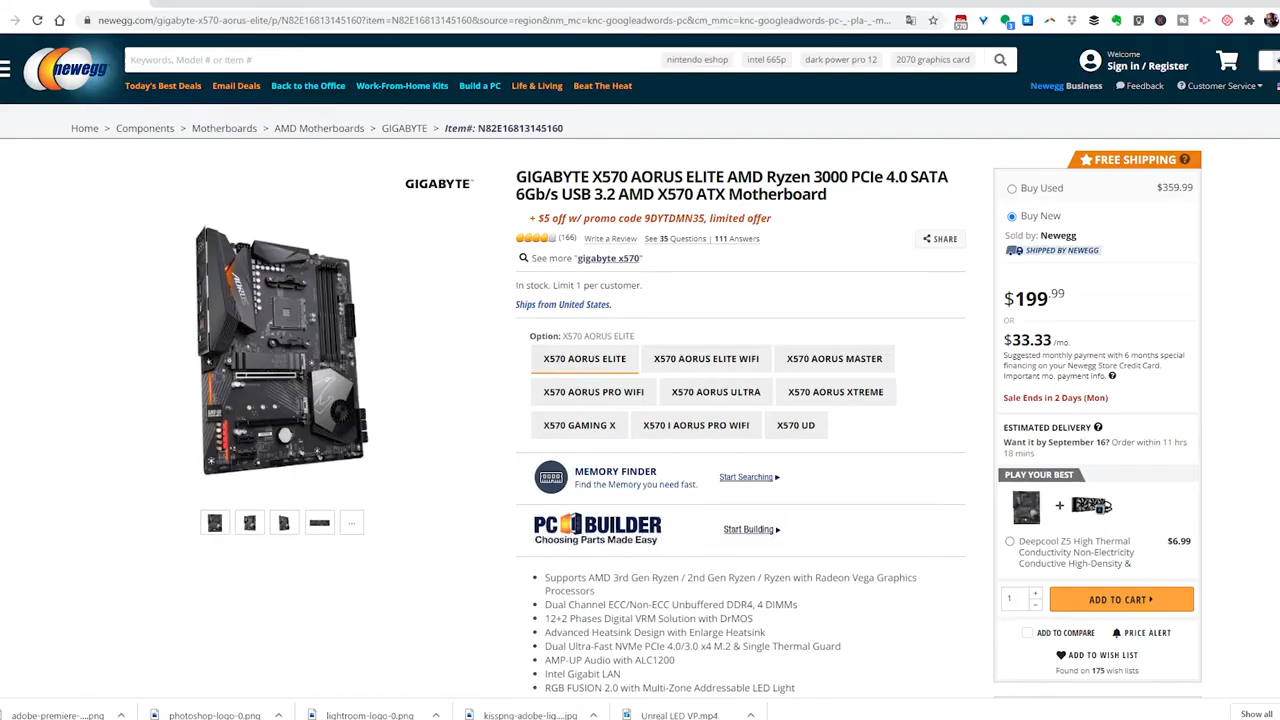 newegg.com/gigabyte-x570-aorus-elite/p/N82E16813145160?item=N82E16813145160&source=region&nm_mc=knc-googleadwords-pc&cm_mmc=knc-googleadwords-pc-_-pla-_-m...
570
3
newegg
Keywords, Model # or Item #
nintendo eshop
intel 665p
dark power pro 12
2070 graphics card
Welcome
Sign in / Register
Today's Best Deals
Email Deals
Back to the Office
Work-From-Home Kits
Build a PC
Life & Living
Beat The Heat
Newegg Business
Feedback
Customer Service
Home > Components > Motherboards > AMD Motherboards > GIGABYTE > Item#: N82E16813145160
FREE SHIPPING
GIGABYTE™
GIGABYTE X570 AORUS ELITE AMD Ryzen 3000 PCIe 4.0 SATA
6Gb/s USB 3.2 AMD X570 ATX Motherboard
+ $5 off w/ promo code 9DYTDMN35, limited offer
(166) Write a Review See 35 Questions | 111 Answers
SHARE
See more "gigabyte x570"
In stock. Limit 1 per customer.
Ships from United States.
Option: X570 AORUS ELITE
X570 AORUS ELITE
X570 AORUS ELITE WIFI
X570 AORUS MASTER
X570 AORUS PRO WIFI
X570 AORUS ULTRA
X570 AORUS XTREME
X570 GAMING X
X570 I AORUS PRO WIFI
X570 UD
MEMORY FINDER
Find the Memory you need fast.
Start Searching
PC BUILDER
Choosing Parts Made Easy
Start Building
Supports AMD 3rd Gen Ryzen / 2nd Gen Ryzen / Ryzen with Radeon Vega Graphics
Processors
Dual Channel ECC/Non-ECC Unbuffered DDR4, 4 DIMMs
12+2 Phases Digital VRM Solution with DrMOS
Advanced Heatsink Design with Enlarge Heatsink
Dual Ultra-Fast NVMe PCIe 4.0/3.0 x4 M.2 & Single Thermal Guard
AMP-UP Audio with ALC1200
Intel Gigabit LAN
RGB FUSION 2.0 with Multi-Zone Addressable LED Light
Buy Used
$359.99
Buy New
Sold by: Newegg
SHIPPED BY NEWEGG
$199.99
OR
$33.33 /mo.
Suggested monthly payment with 6 months special
financing on your Newegg Store Credit Card.
Important mo. payment info.
Sale Ends in 2 Days (Mon)
ESTIMATED DELIVERY
Want it by September 16? Order within 11 hrs
18 mins
PLAY YOUR BEST
+
Deepcool Z5 High Thermal
Conductivity Non-Electricity
Conductive High-Density &
$6.99
1
ADD TO CART
ADD TO COMPARE
PRICE ALERT
ADD TO WISH LIST
Found on 175 wish lists
adobe-premiere-....png
photoshop-logo-0.png
lightroom-logo-0.png
kisspng-adobe-lig....jpg
Unreal LED VP.mp4
Show all